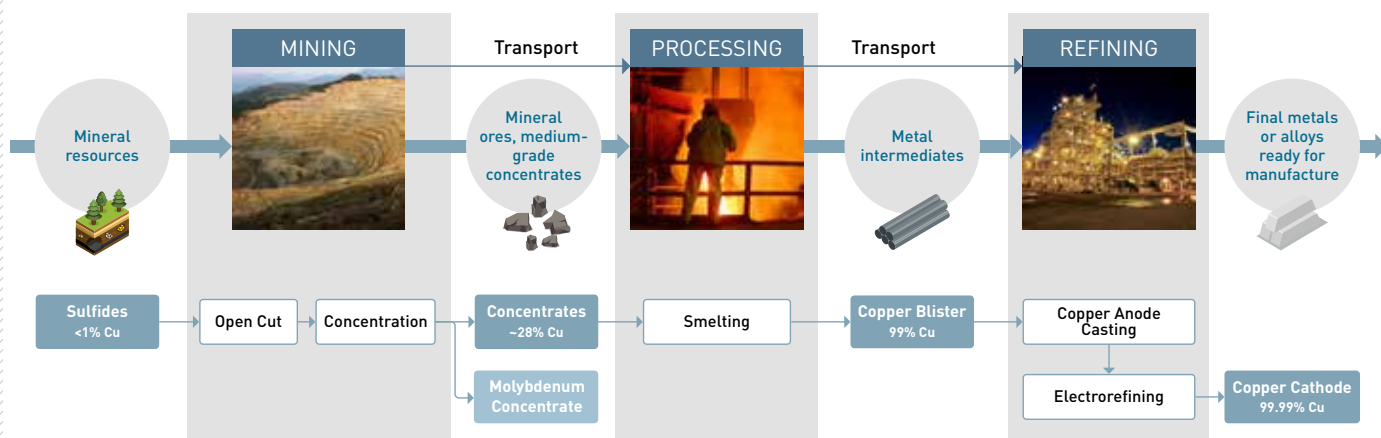 MINING
Transport
PROCESSING
Transport
REFINING
Mineral
resources
Mineral
ores, medium-
grade
concentrates
Metal
intermediates
Final metals
or alloys
ready for
manufacture
Sulfides
<1% Cu
Open Cut
Concentration
Concentrates
~28% Cu
Molybdenum
Concentrate
Smelting
Copper Blister
99% Cu
Copper Anode
Casting
Electrorefining
Copper Cathode
99.99% Cu